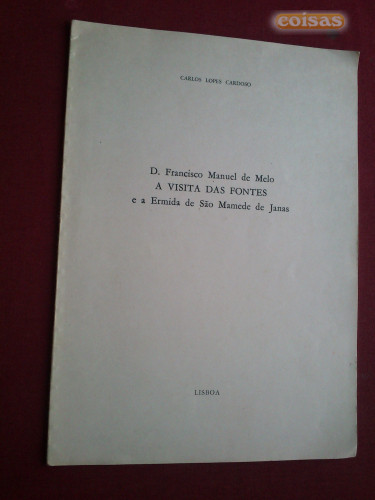 coisas
CARLOS LOPES CARDOSO
D. Francisco Manuel de Melo
A VISITA DAS FONTES
e a Ermida de São Mamede de Janas
LISBOA